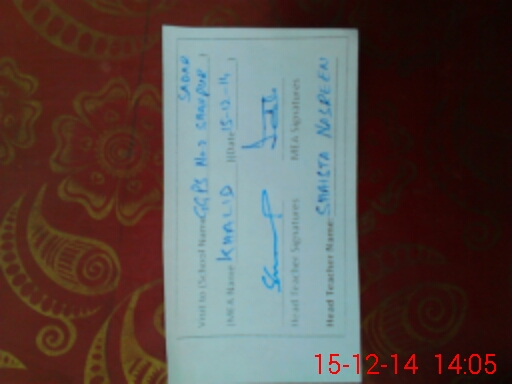 SADAR
Visit to (School Name) GGPS No-2 SARAPUR
(MEA Name KHALID )(Date) 15-12-14 )
Head Teacher Signatures MEA Signatures
Head Teacher Name: SHAISTA NASREEN
15-12-14 14:05